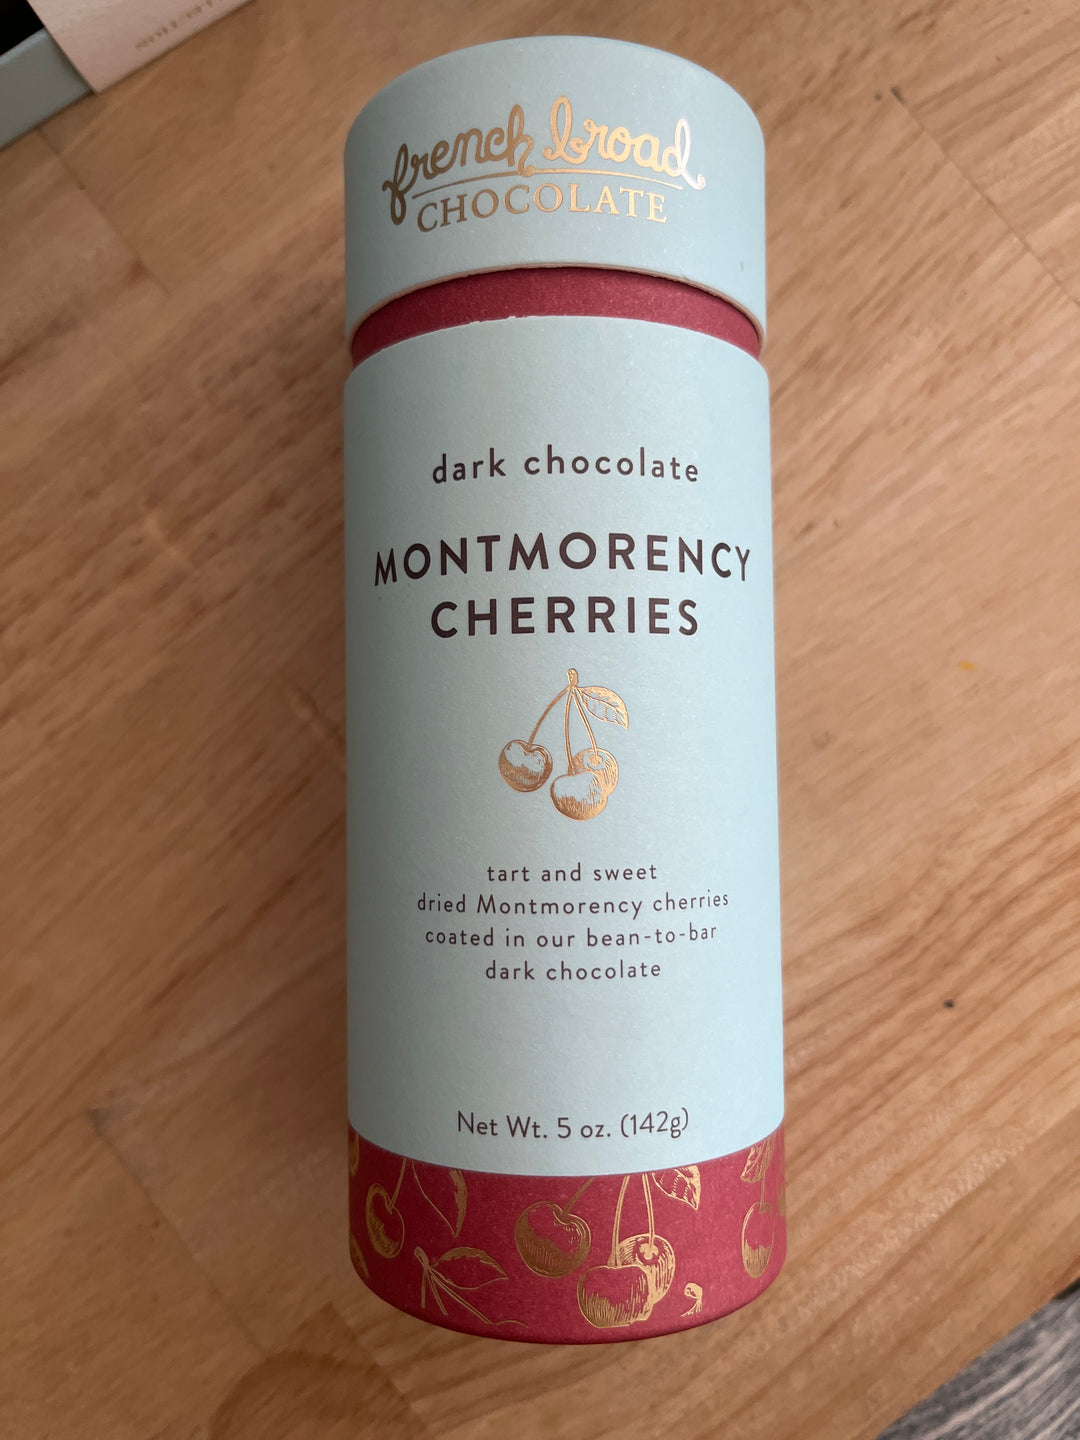 french broad
CHOCOLATE
dark chocolate
MONTMORENCY
CHERRIES
tart and sweet
dried Montmorency cherries
coated in our bean-to-bar
dark chocolate
Net Wt. 5 oz. (142g)